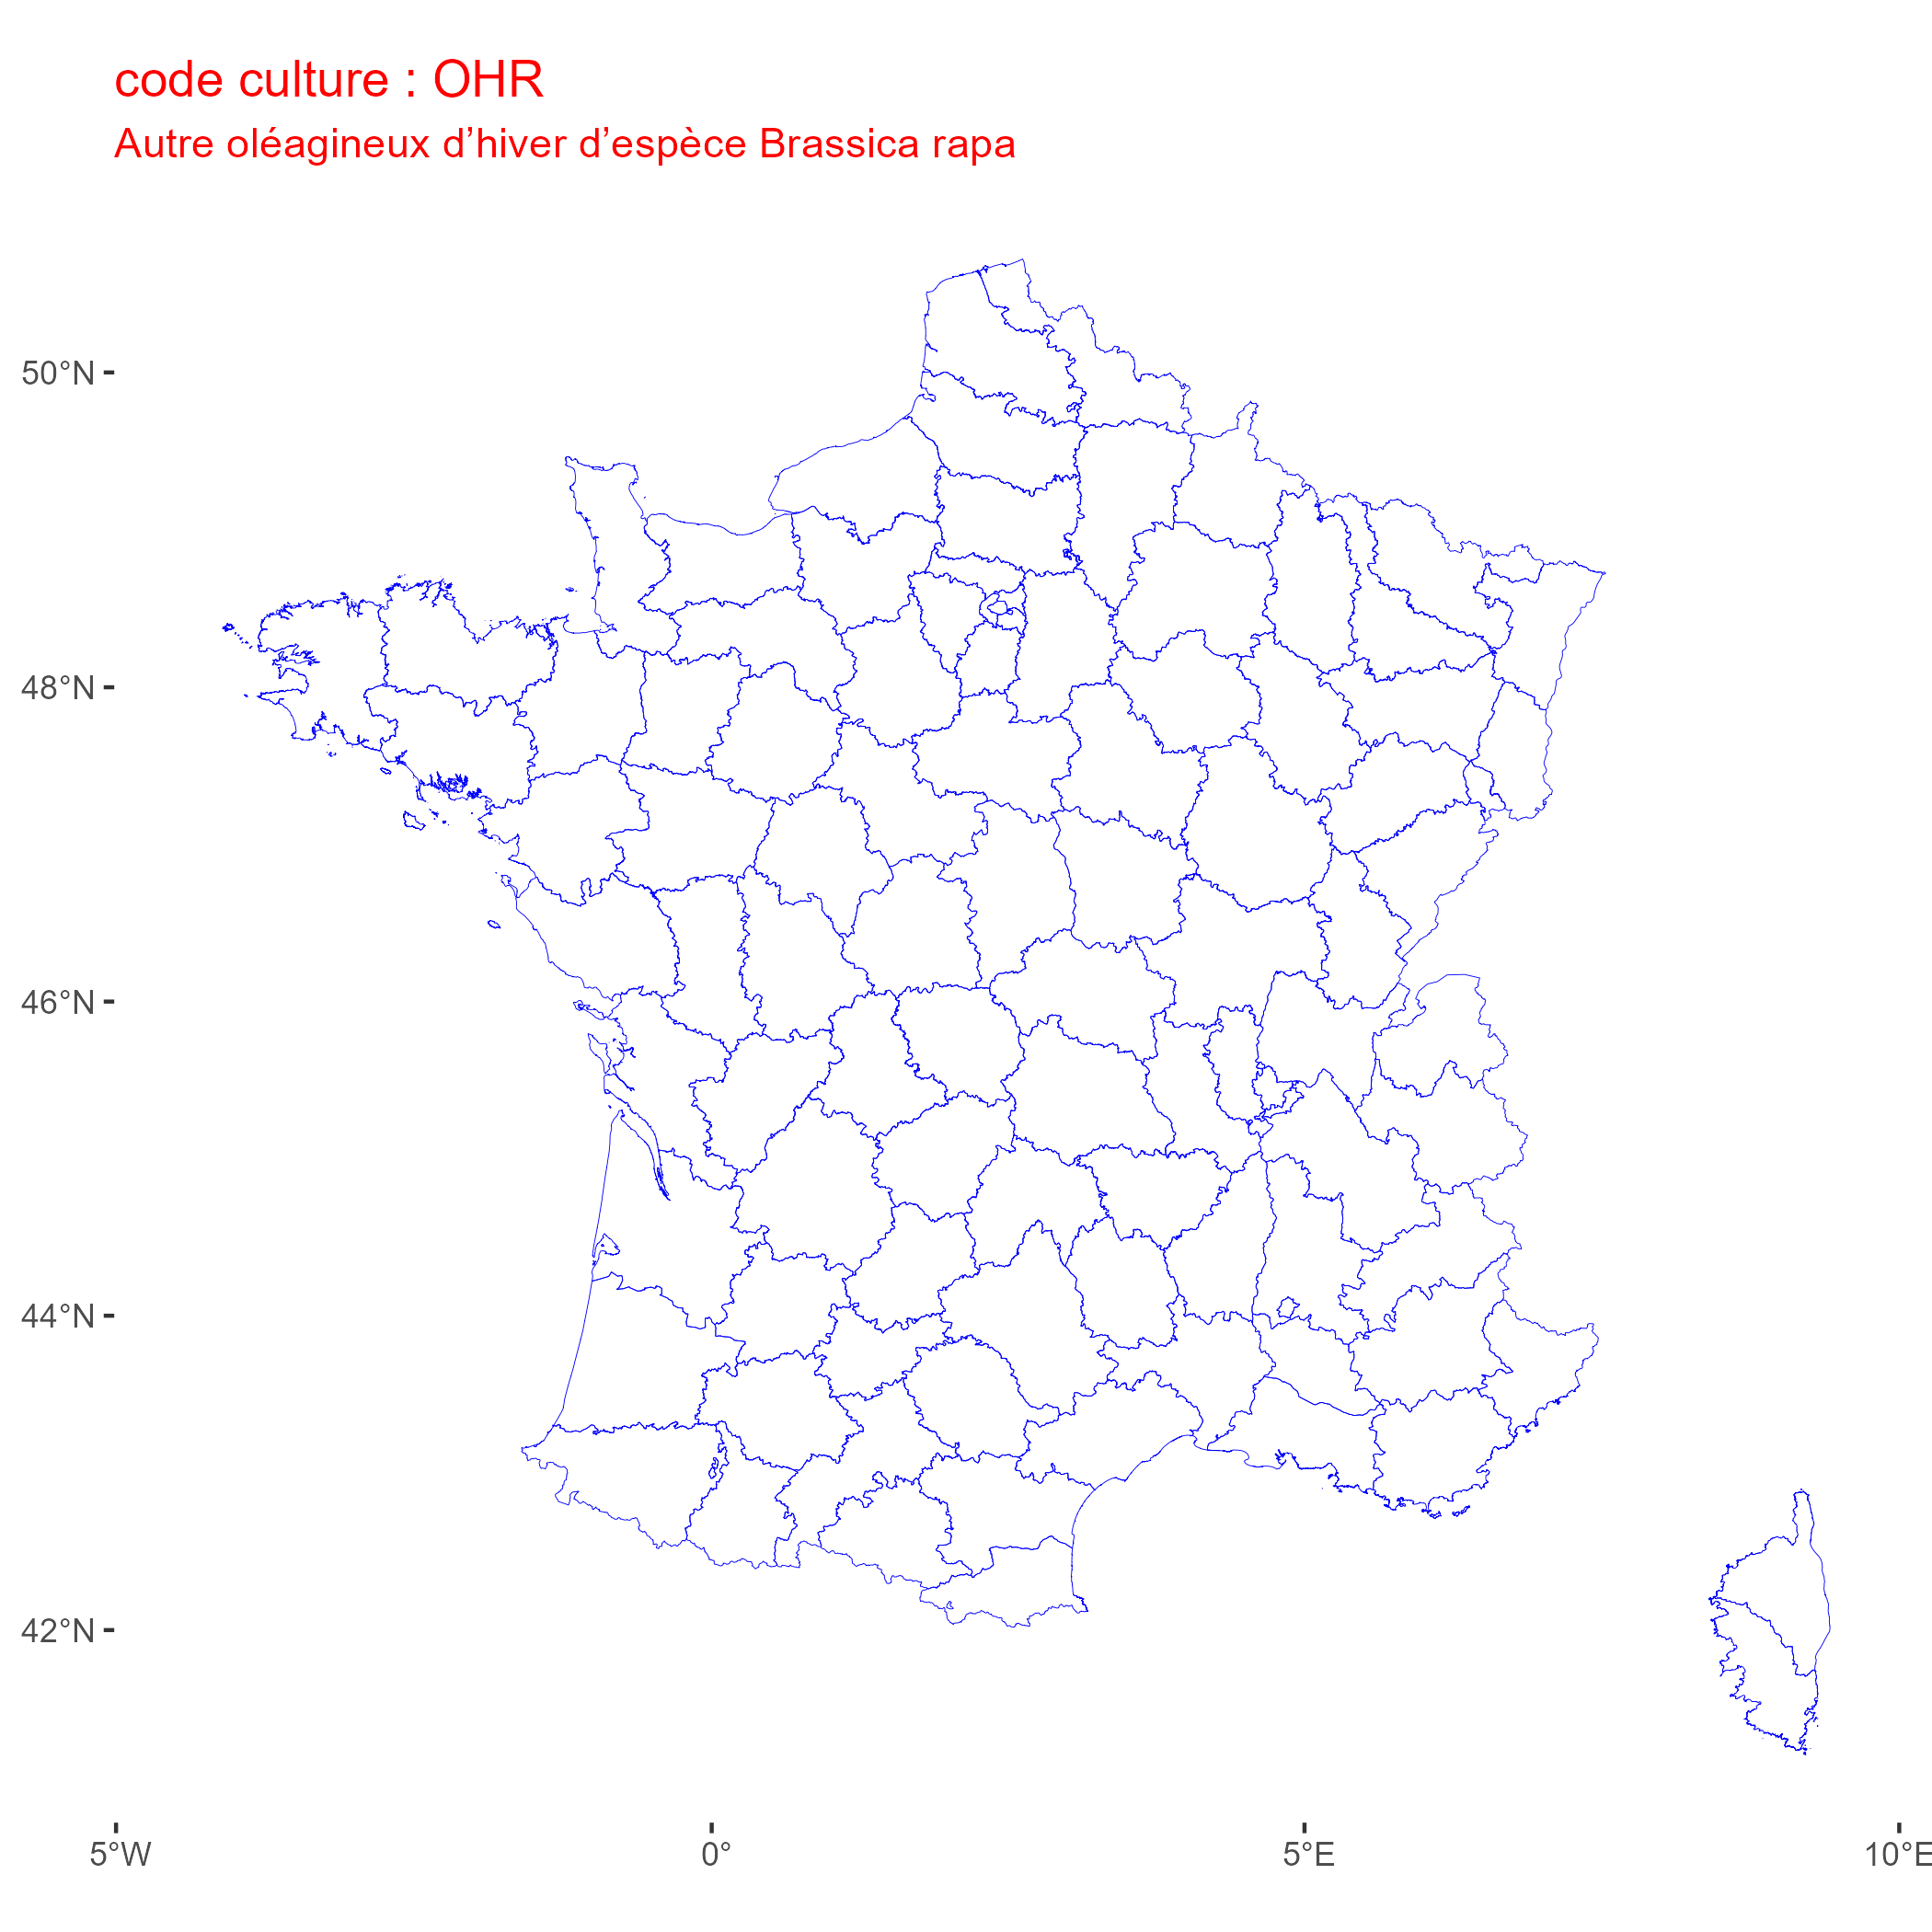 code culture : OHR
Autre oléagineux d’hiver d’espèce Brassica rapa
50°N
48°N
46°N
44°N
42°N
5°W
0°
5°E
10°E